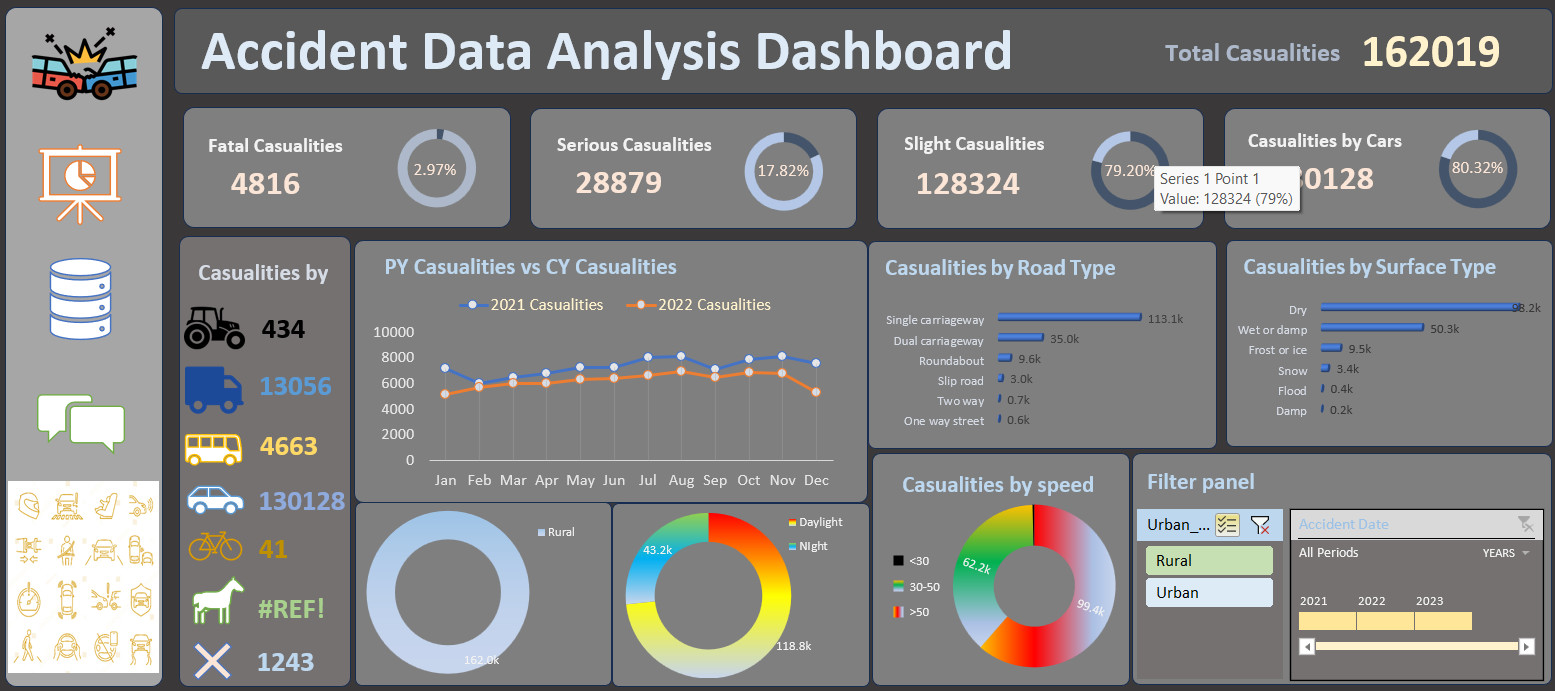 Accident Data Analysis Dashboard
Total Casualities 162019
Fatal Casualities
4816
2.97%
Serious Casualities
28879
17.82%
Slight Casualities
128324
79.20%
Series 1 Point 1
Value: 128324 (79%)
Casualities by Cars
0128
80.32%
Casualities by
434
13056
4663
130128
41
#REF!
1243
PY Casualities vs CY Casualities
2021 Casualities 2022 Casualities
10000
8000
6000
4000
2000
0
Jan Feb Mar Apr May Jun Jul Aug Sep Oct Nov Dec
Casualities by Road Type
Single carriageway 113.1k
Dual carriageway 35.0k
Roundabout 9.6k
Slip road 3.0k
Two way 0.7k
One way street 0.6k
Casualities by Surface Type
Dry 98.2k
Wet or damp 50.3k
Frost or ice 9.5k
Snow 3.4k
Flood 0.4k
Damp 0.2k
Rural
162.0k
Daylight
NIght
43.2k
118.8k
Casualities by speed
<30
30-50
>50
62.2k
99.4k
Filter panel
Urban_...
Rural
Urban
Accident Date
All Periods YEARS
2021 2022 2023